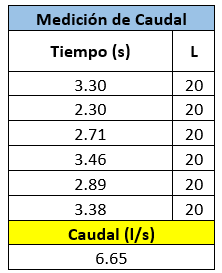 Medición de Caudal
Tiempo (s) L
3.30 20
2.30 20
2.71 20
3.46 20
2.89 20
3.38 20
Caudal (l/s)
6.65